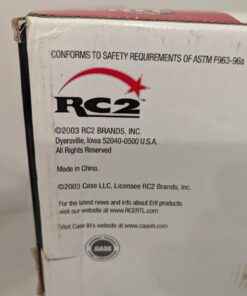 CONFORMS TO SAFETY REQUIREMENTS OF ASTM F963-96a
RC2™
©2003 RC2 BRANDS, INC.
Dyersville, Iowa 52040-0500 U.S.A.
All Rights Reserved
Made in China.
©2003 Case LLC, Licensee RC2 Brands, Inc.
For the latest news and info about Ertl products
visit our website at www.RCERTL.com
Visit Case IH's website at www.caseih.com